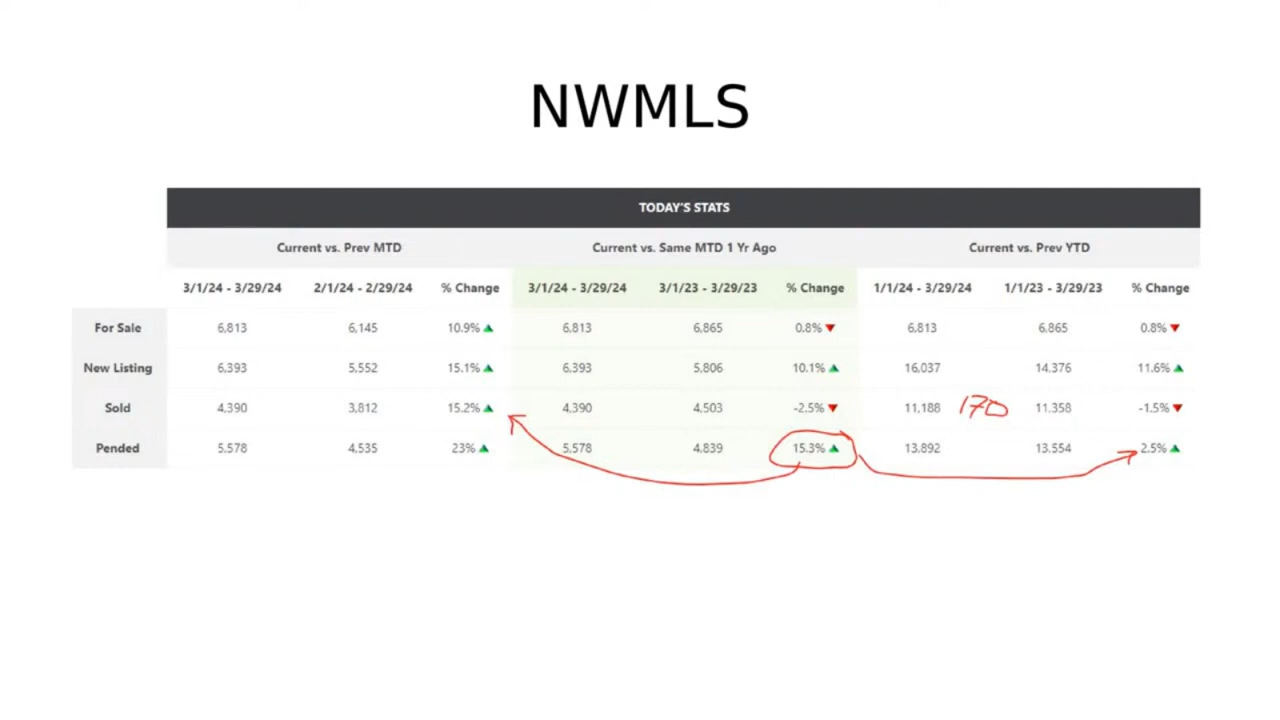 NWMLS
TODAY'S STATS
Current vs. Prev MTD Current vs. Same MTD 1 Yr Ago Current vs. Prev YTD
3/1/24 - 3/29/24 2/1/24 - 2/29/24 % Change 3/1/24 - 3/29/24 3/1/23 - 3/29/23 % Change 1/1/24 - 3/29/24 1/1/23 - 3/29/23 % Change
For Sale 6,813 6,145 10.9% ▲ 6,813 6,865 0.8% ▼ 6,813 6,865 0.8% ▼
New Listing 6,393 5,552 15.1% ▲ 6,393 5,806 10.1% ▲ 16,037 14,376 11.6% ▲
Sold 4,390 3,812 15.2% ▲ 4,390 4,503 -2.5% ▼ 11,188 170 11,358 -1.5% ▼
Pended 5,578 4,535 23% ▲ 5,578 4,839 15.3% ▲ 13,892 13,554 2.5% ▲